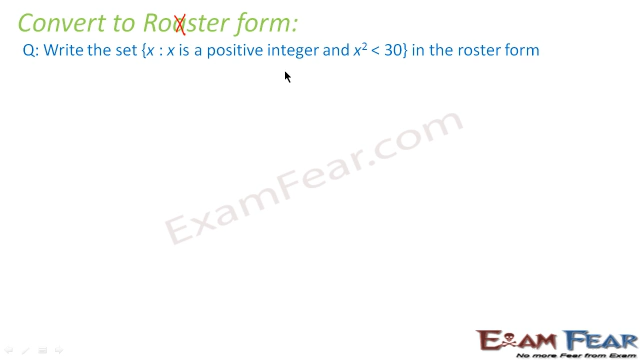 Convert to Rooster form:
Q: Write the set {x : x is a positive integer and x² < 30} in the roster form
ExamFear.com
EXAM FEAR
No more Fear from Exam